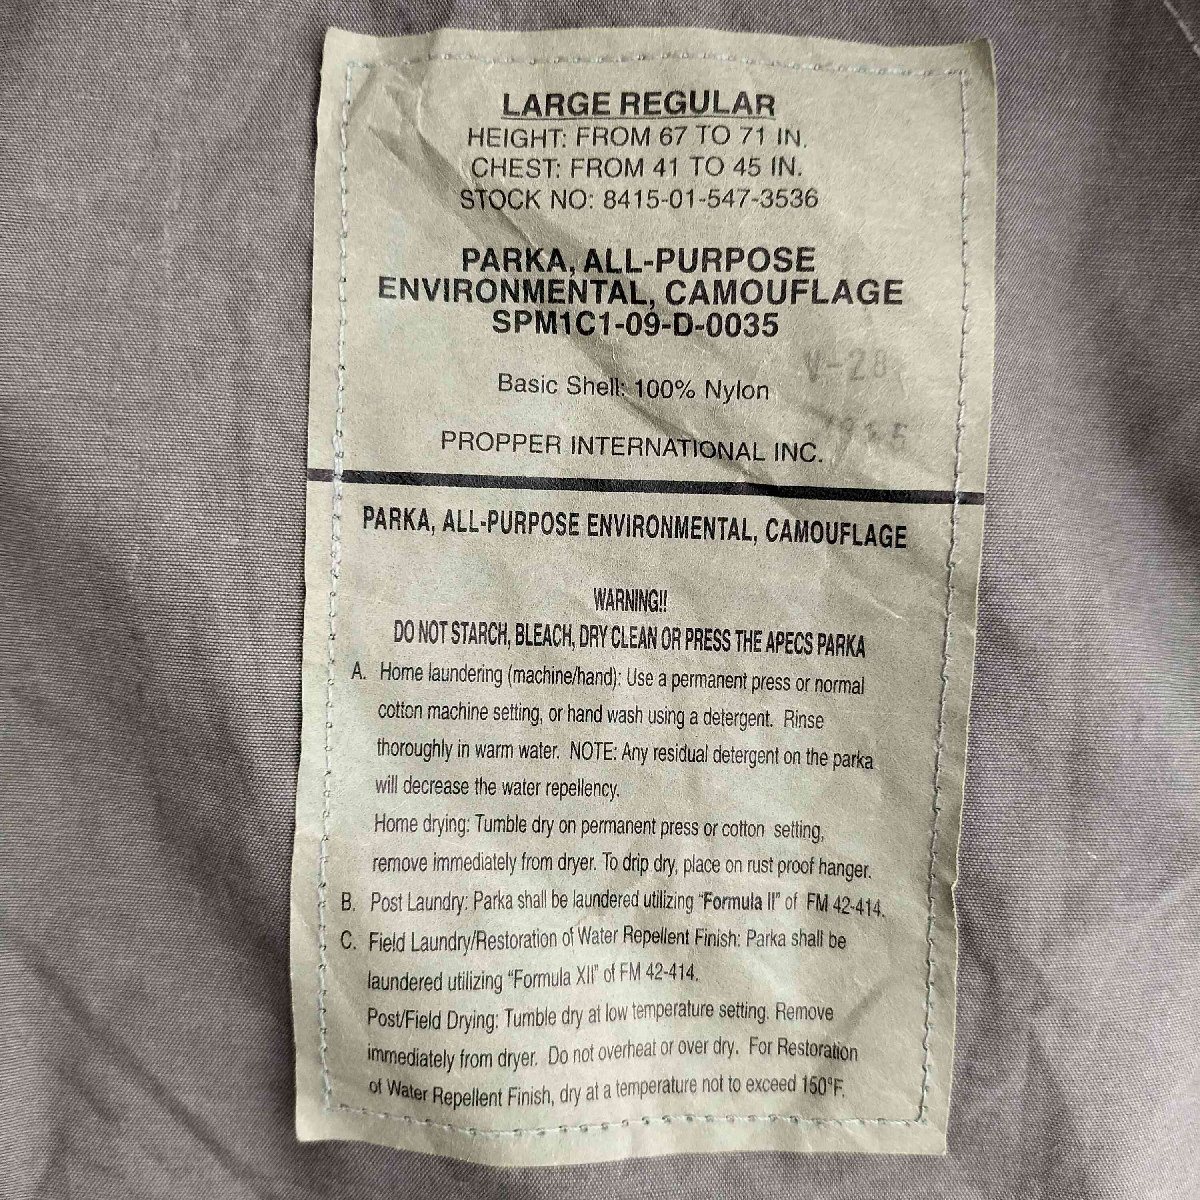 LARGE REGULAR
HEIGHT: FROM 67 TO 71 IN.
CHEST: FROM 41 TO 45 IN.
STOCK NO: 8415-01-547-3536
PARKA, ALL-PURPOSE
ENVIRONMENTAL, CAMOUFLAGE
SPM1C1-09-D-0035
V-28
Basic Shell: 100% Nylon
PROPPER INTERNATIONAL INC.
PARKA, ALL-PURPOSE ENVIRONMENTAL, CAMOUFLAGE
WARNING!!
DO NOT STARCH, BLEACH, DRY CLEAN OR PRESS THE APECS PARKA
A. Home laundering (machine/hand): Use a permanent press or normal
cotton machine setting, or hand wash using a detergent. Rinse
thoroughly in warm water. NOTE: Any residual detergent on the parka
will decrease the water repellency.
Home drying: Tumble dry on permanent press or cotton setting,
remove immediately from dryer. To drip dry, place on rust proof hanger.
B. Post Laundry: Parka shall be laundered utilizing “Formula II” of FM 42-414.
C. Field Laundry/Restoration of Water Repellent Finish: Parka shall be
laundered utilizing “Formula XII” of FM 42-414.
Post/Field Drying: Tumble dry at low temperature setting. Remove
immediately from dryer. Do not overheat or over dry. For Restoration
of Water Repellent Finish, dry at a temperature not to exceed 150°F.